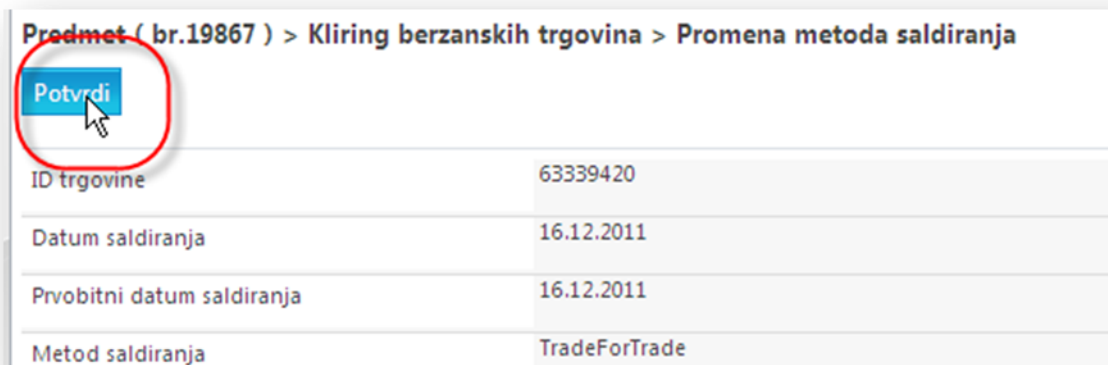 Predmet ( br.19867 ) > Kliring berzanskih trgovina > Promena metoda saldiranja
Potvrdi
ID trgovine 63339420
Datum saldiranja 16.12.2011
Prvobitni datum saldiranja 16.12.2011
Metod saldiranja TradeForTrade